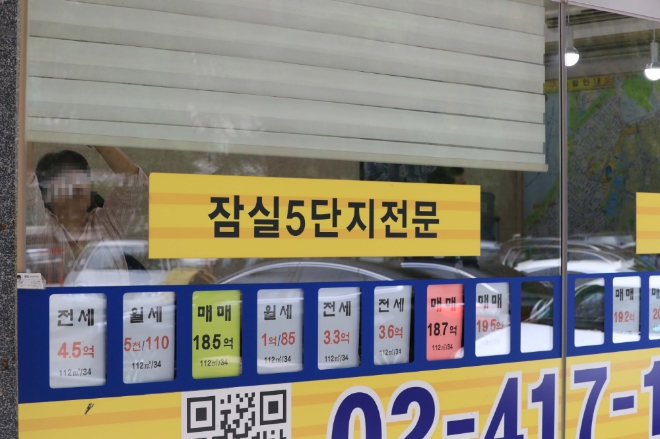 잠실5단지전문
전세
4.5억
112㎡/34
월세
5천/110
112㎡/34
매매
18.5억
112㎡/34
월세
1억/85
112㎡/34
전세
3.3억
112㎡/34
전세
3.6억
112㎡/34
매매
18.7억
112㎡/34
매매
19.5억
매매
19.2억
02-417-1